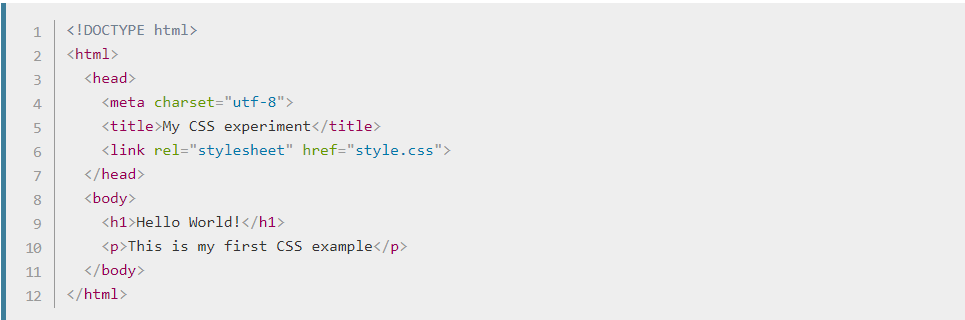 1 <!DOCTYPE html>
2 <html>
3   <head>
4     <meta charset="utf-8">
5     <title>My CSS experiment</title>
6     <link rel="stylesheet" href="style.css">
7   </head>
8   <body>
9     <h1>Hello World!</h1>
10     <p>This is my first CSS example</p>
11   </body>
12 </html>